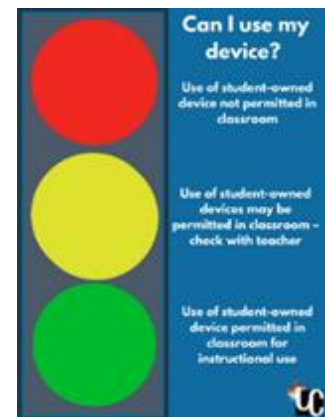 Can I use my
device?
Use of student-owned
device not permitted in
classroom
Use of student-owned
devices may be
permitted in classroom –
check with teacher
Use of student-owned
device permitted in
classroom for
instructional use
UC